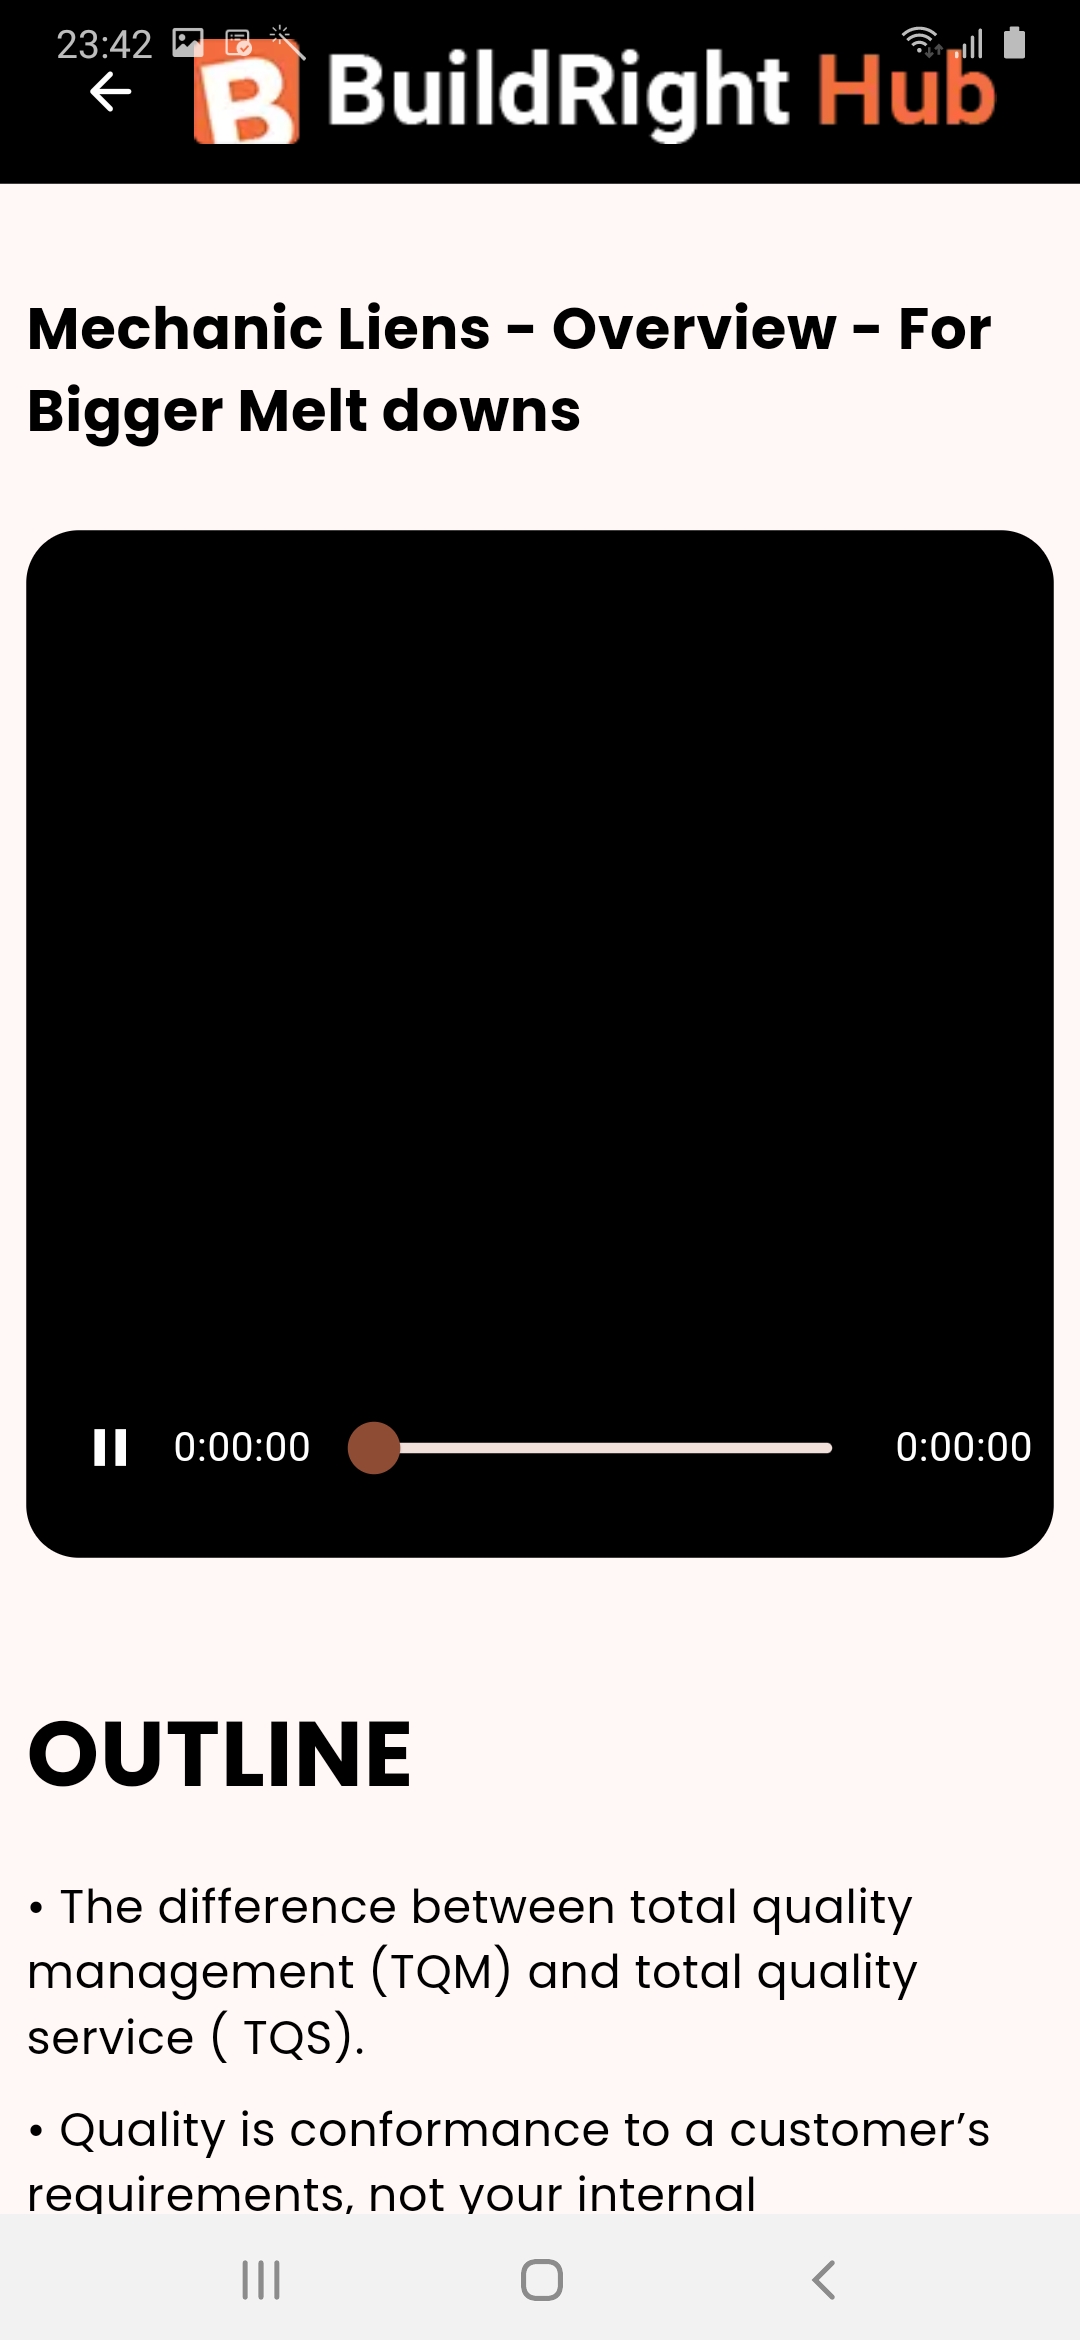 23:42
BuildRight Hub
Mechanic Liens - Overview - For
Bigger Melt downs
0:00:00
0:00:00
OUTLINE
• The difference between total quality
management (TQM) and total quality
service ( TQS).
• Quality is conformance to a customer’s
requirements, not your internal